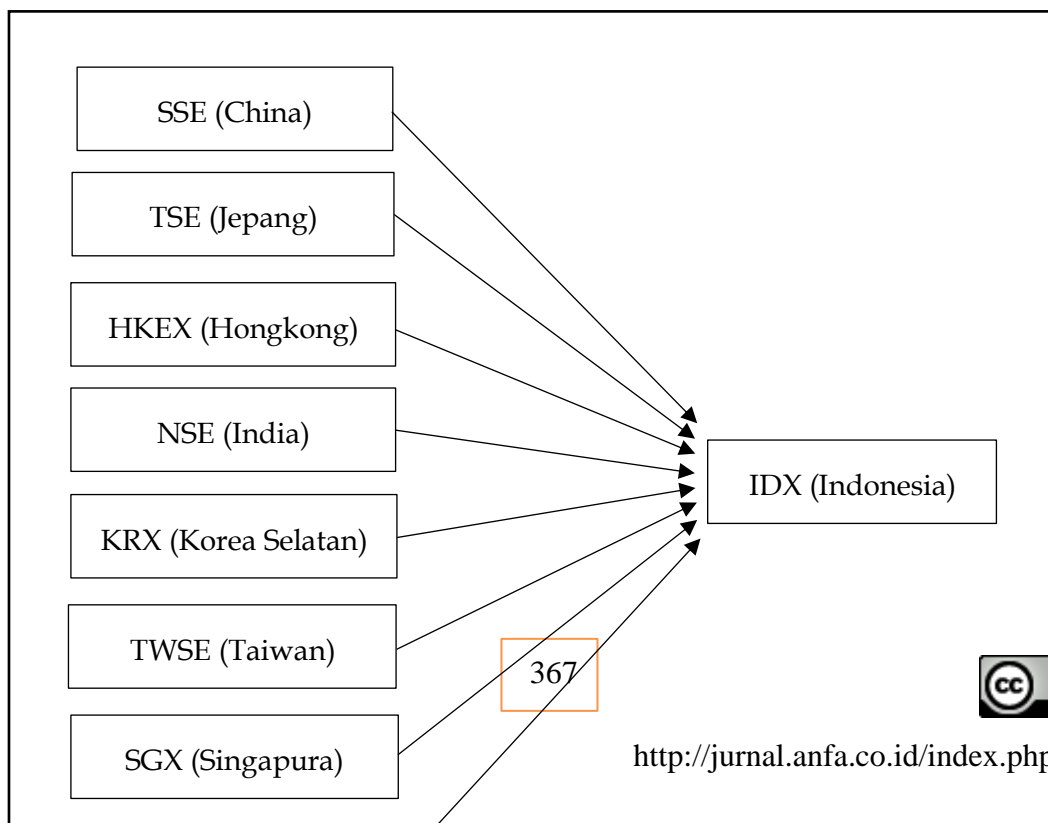 SSE (China)
TSE (Jepang)
HKEX (Hongkong)
NSE (India)
IDX (Indonesia)
KRX (Korea Selatan)
TWSE (Taiwan)
367
cc
SGX (Singapura)
http://jurnal.anfa.co.id/index.php